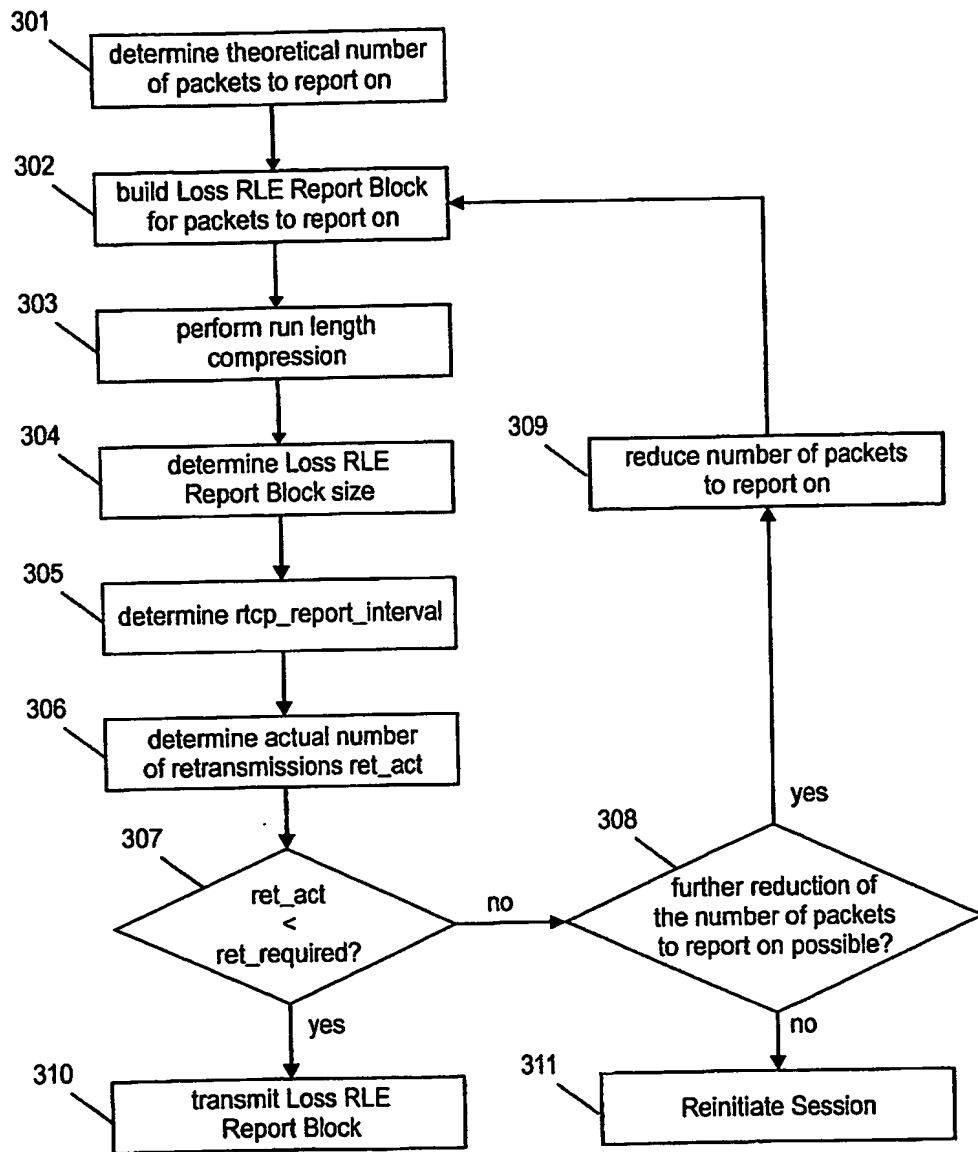 301
determine theoretical number
of packets to report on
302
build Loss RLE Report Block
for packets to report on
303
perform run length
compression
304
determine Loss RLE
Report Block size
309
reduce number of packets
to report on
305
determine rtcp_report_interval
306
determine actual number
of retransmissions ret_act
307
ret_act
<
ret_required?
no
yes
308
further reduction of
the number of packets
to report on possible?
yes
no
310
transmit Loss RLE
Report Block
311
Reinitiate Session